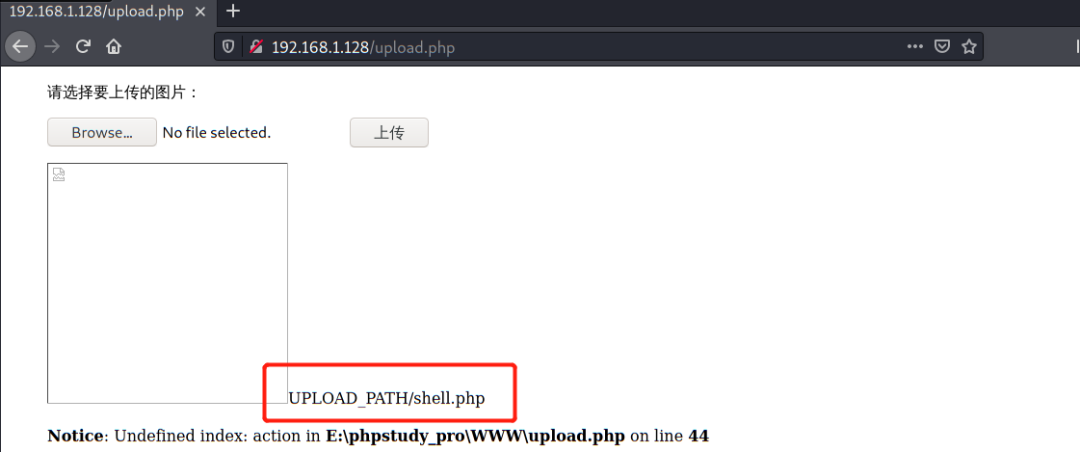 192.168.1.128/upload.php
192.168.1.128/upload.php
请选择要上传的图片：
Browse... No file selected. 上传
UPLOAD_PATH/shell.php
Notice: Undefined index: action in E:\phpstudy_pro\WWW\upload.php on line 44